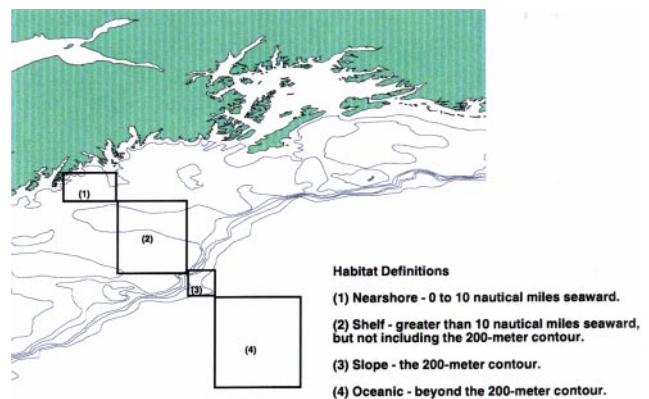 (1)
(2)
(3)
(4)
Habitat Definitions
(1) Nearshore - 0 to 10 nautical miles seaward.
(2) Shelf - greater than 10 nautical miles seaward,
but not including the 200-meter contour.
(3) Slope - the 200-meter contour.
(4) Oceanic - beyond the 200-meter contour.